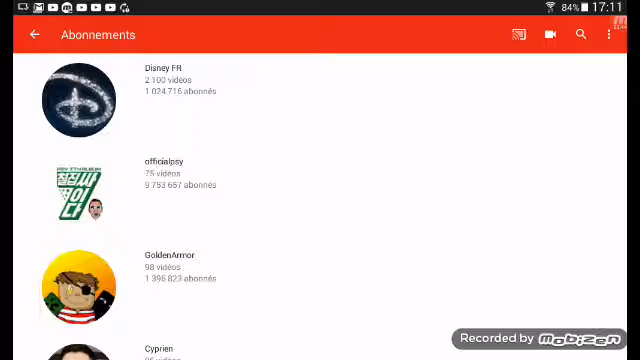 84% 17:11
Abonnements
Disney FR
2 100 vidéos
1 024 716 abonnés
officialpsy
75 vidéos
9 753 657 abonnés
GoldenArmor
98 vidéos
1 396 823 abonnés
Cyprien
Recorded by mobizen